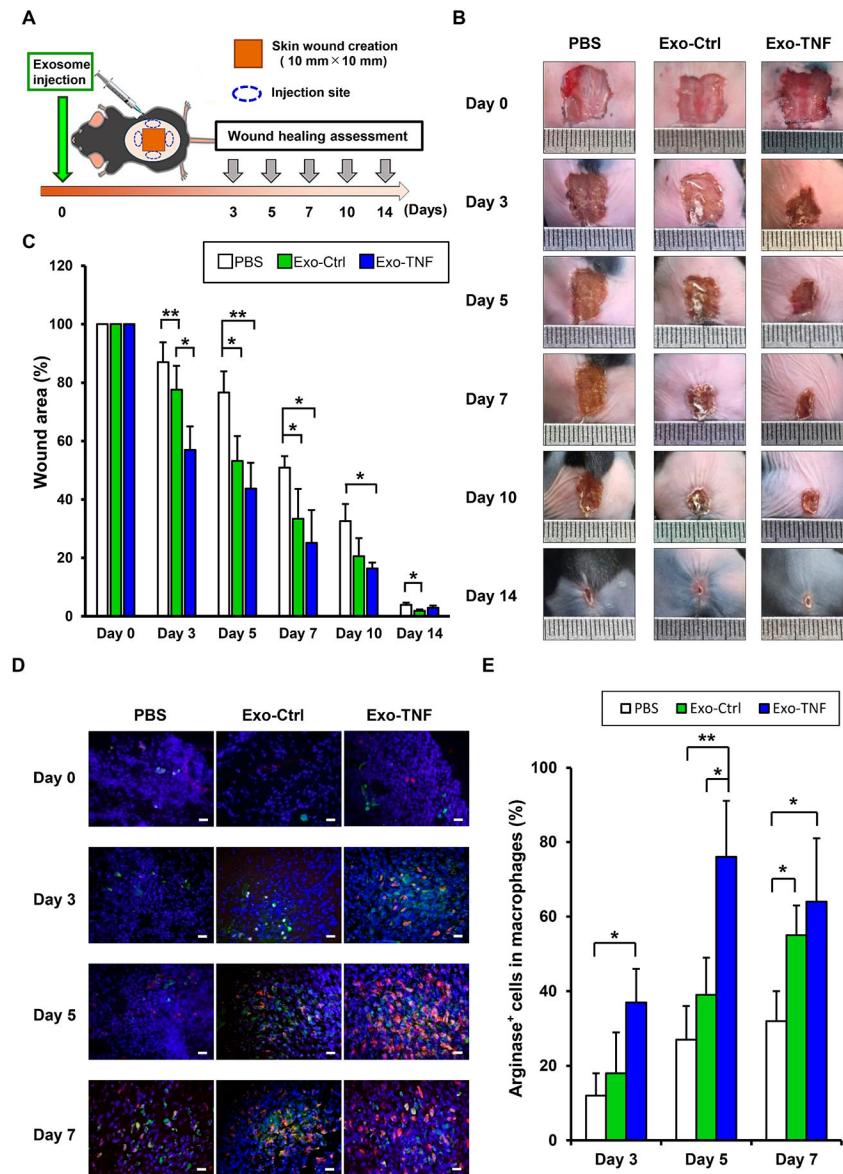 A
Exosome
injection
Skin wound creation
( 10 mm×10 mm)
Injection site
Wound healing assessment
0
3
5
7
10
14
(Days)
B
PBS
Exo-Ctrl
Exo-TNF
Day 0
Day 3
Day 5
Day 7
Day 10
Day 14
C
PBS
Exo-Ctrl
Exo-TNF
Wound area (%)
120
100
80
60
40
20
0
**
*
**
*
*
*
*
*
Day 0
Day 3
Day 5
Day 7
Day 10
Day 14
D
PBS
Exo-Ctrl
Exo-TNF
Day 0
Day 3
Day 5
Day 7
E
PBS
Exo-Ctrl
Exo-TNF
Arginase⁺ cells in macrophages (%)
100
80
60
40
20
0
*
**
*
*
*
Day 3
Day 5
Day 7